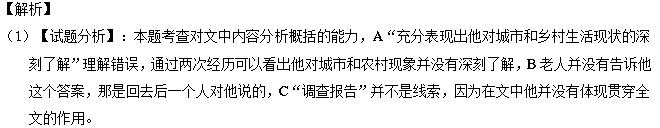 【解析】
（1）【试题分析】：本题考查对文中内容分析概括的能力，A“充分表现出他对城市和乡村生活现状的深
刻了解”理解错误，通过两次经历可以看出他对城市和农村现象并没有深刻了解，B 老人并没有告诉他
这个答案，那是回去后一个人对他说的，C“调查报告”并不是线索，因为在文中他并没有体现贯穿全
文的作用。